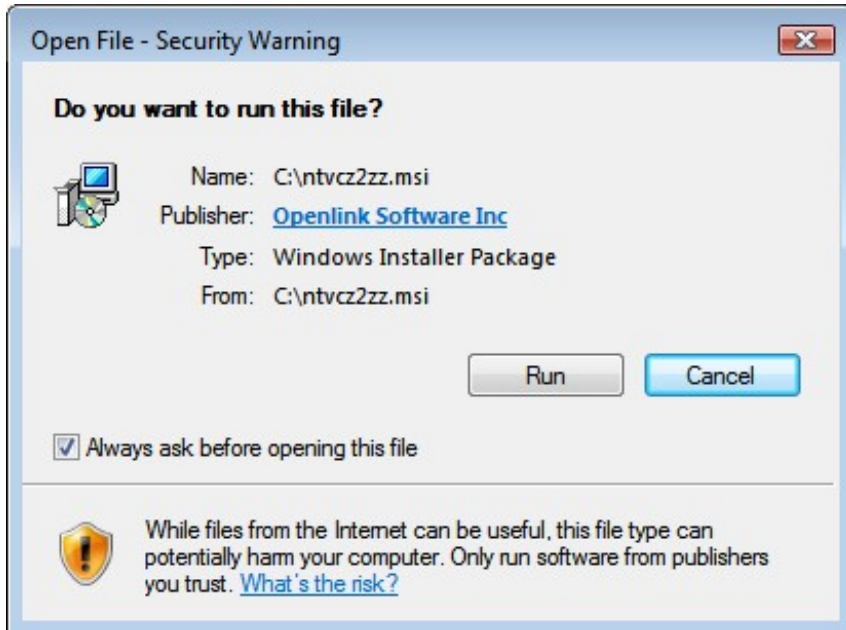 Open File - Security Warning
Do you want to run this file?
Name: C:\ntvcz2zz.msi
Publisher: Openlink Software Inc
Type: Windows Installer Package
From: C:\ntvcz2zz.msi
Run Cancel
Always ask before opening this file
While files from the Internet can be useful, this file type can
potentially harm your computer. Only run software from publishers
you trust. What's the risk?